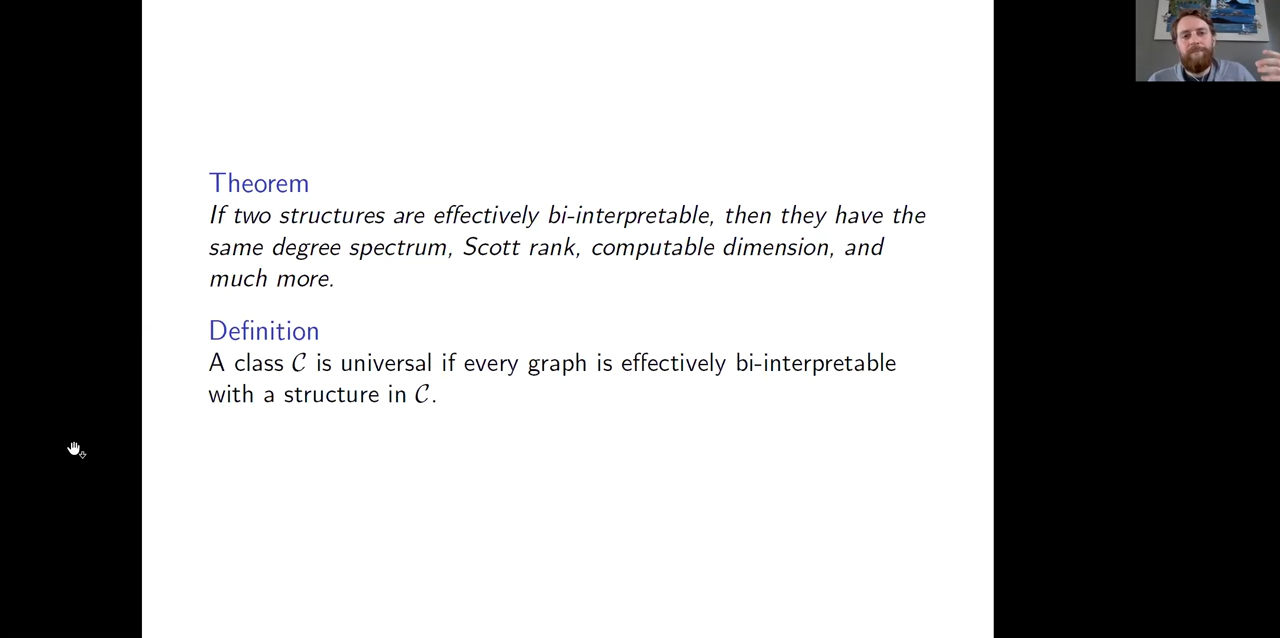 Theorem
If two structures are effectively bi-interpretable, then they have the
same degree spectrum, Scott rank, computable dimension, and
much more.
Definition
A class 𝒞 is universal if every graph is effectively bi-interpretable
with a structure in 𝒞.